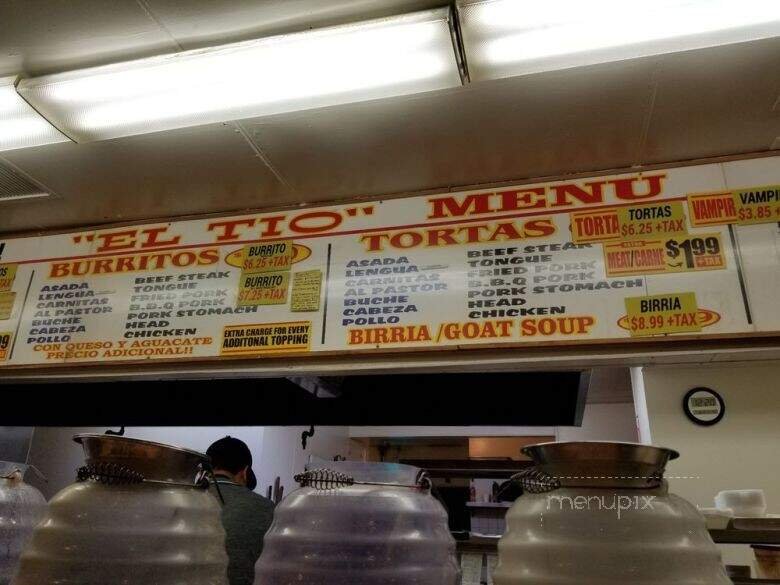 "EL TIO" MENU
BURRITOS
BURRITO
$6.25 +TAX
BURRITO
$7.25 +TAX
ASADA BEEF STEAK
LENGUA TONGUE
CARNITAS FRIED PORK
AL PASTOR B.B.Q PORK
BUCHE PORK STOMACH
CABEZA HEAD
POLLO CHICKEN
CON QUESO Y AGUACATE
PRECIO ADICIONAL!!
EXTRA CHARGE FOR EVERY
ADDITONAL TOPPING
TORTAS
TORTA
TORTAS
$6.25 +TAX
MEAT/CARNE $1.99
+TAX
ASADA BEEF STEAK
LENGUA TONGUE
CARNITAS FRIED PORK
AL PASTOR B.B.Q PORK
BUCHE PORK STOMACH
CABEZA HEAD
POLLO CHICKEN
BIRRIA/GOAT SOUP
BIRRIA
$8.99 +TAX
VAMPIR
VAMPI
$3.85 +
menupix